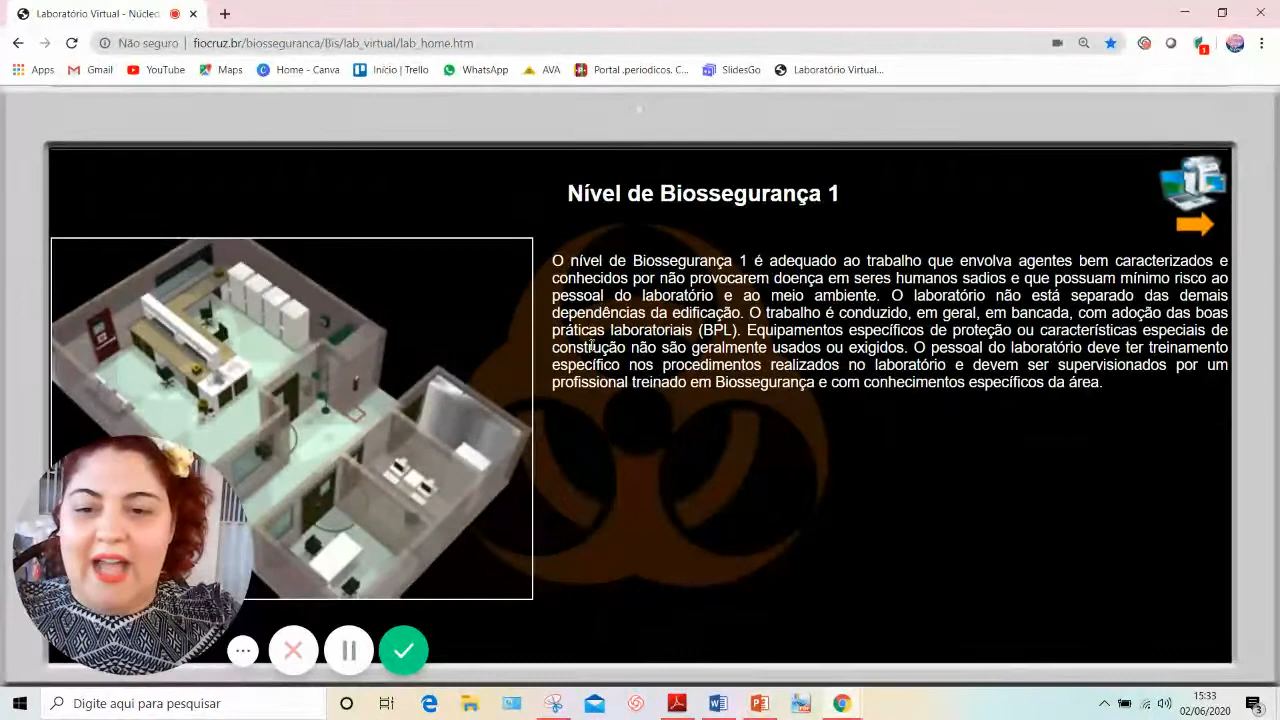 Laboratório Virtual - Núcleo
Não seguro | fiocruz.br/biosseguranca/Bis/lab_virtual/lab_home.htm
Apps Gmail YouTube Maps Home - Canva Início | Trello WhatsApp AVA Portal .periodicos. C... SlidesGo Laboratório Virtual...
Nível de Biossegurança 1
O nível de Biossegurança 1 é adequado ao trabalho que envolva agentes bem caracterizados e
conhecidos por não provocarem doença em seres humanos sadios e que possuam mínimo risco ao
pessoal do laboratório e ao meio ambiente. O laboratório não está separado das demais
dependências da edificação. O trabalho é conduzido, em geral, em bancada, com adoção das boas
práticas laboratoriais (BPL). Equipamentos específicos de proteção ou características especiais de
construção não são geralmente usados ou exigidos. O pessoal do laboratório deve ter treinamento
específico nos procedimentos realizados no laboratório e devem ser supervisionados por um
profissional treinado em Biossegurança e com conhecimentos específicos da área.
Digite aqui para pesquisar
15:33
02/06/2020
3